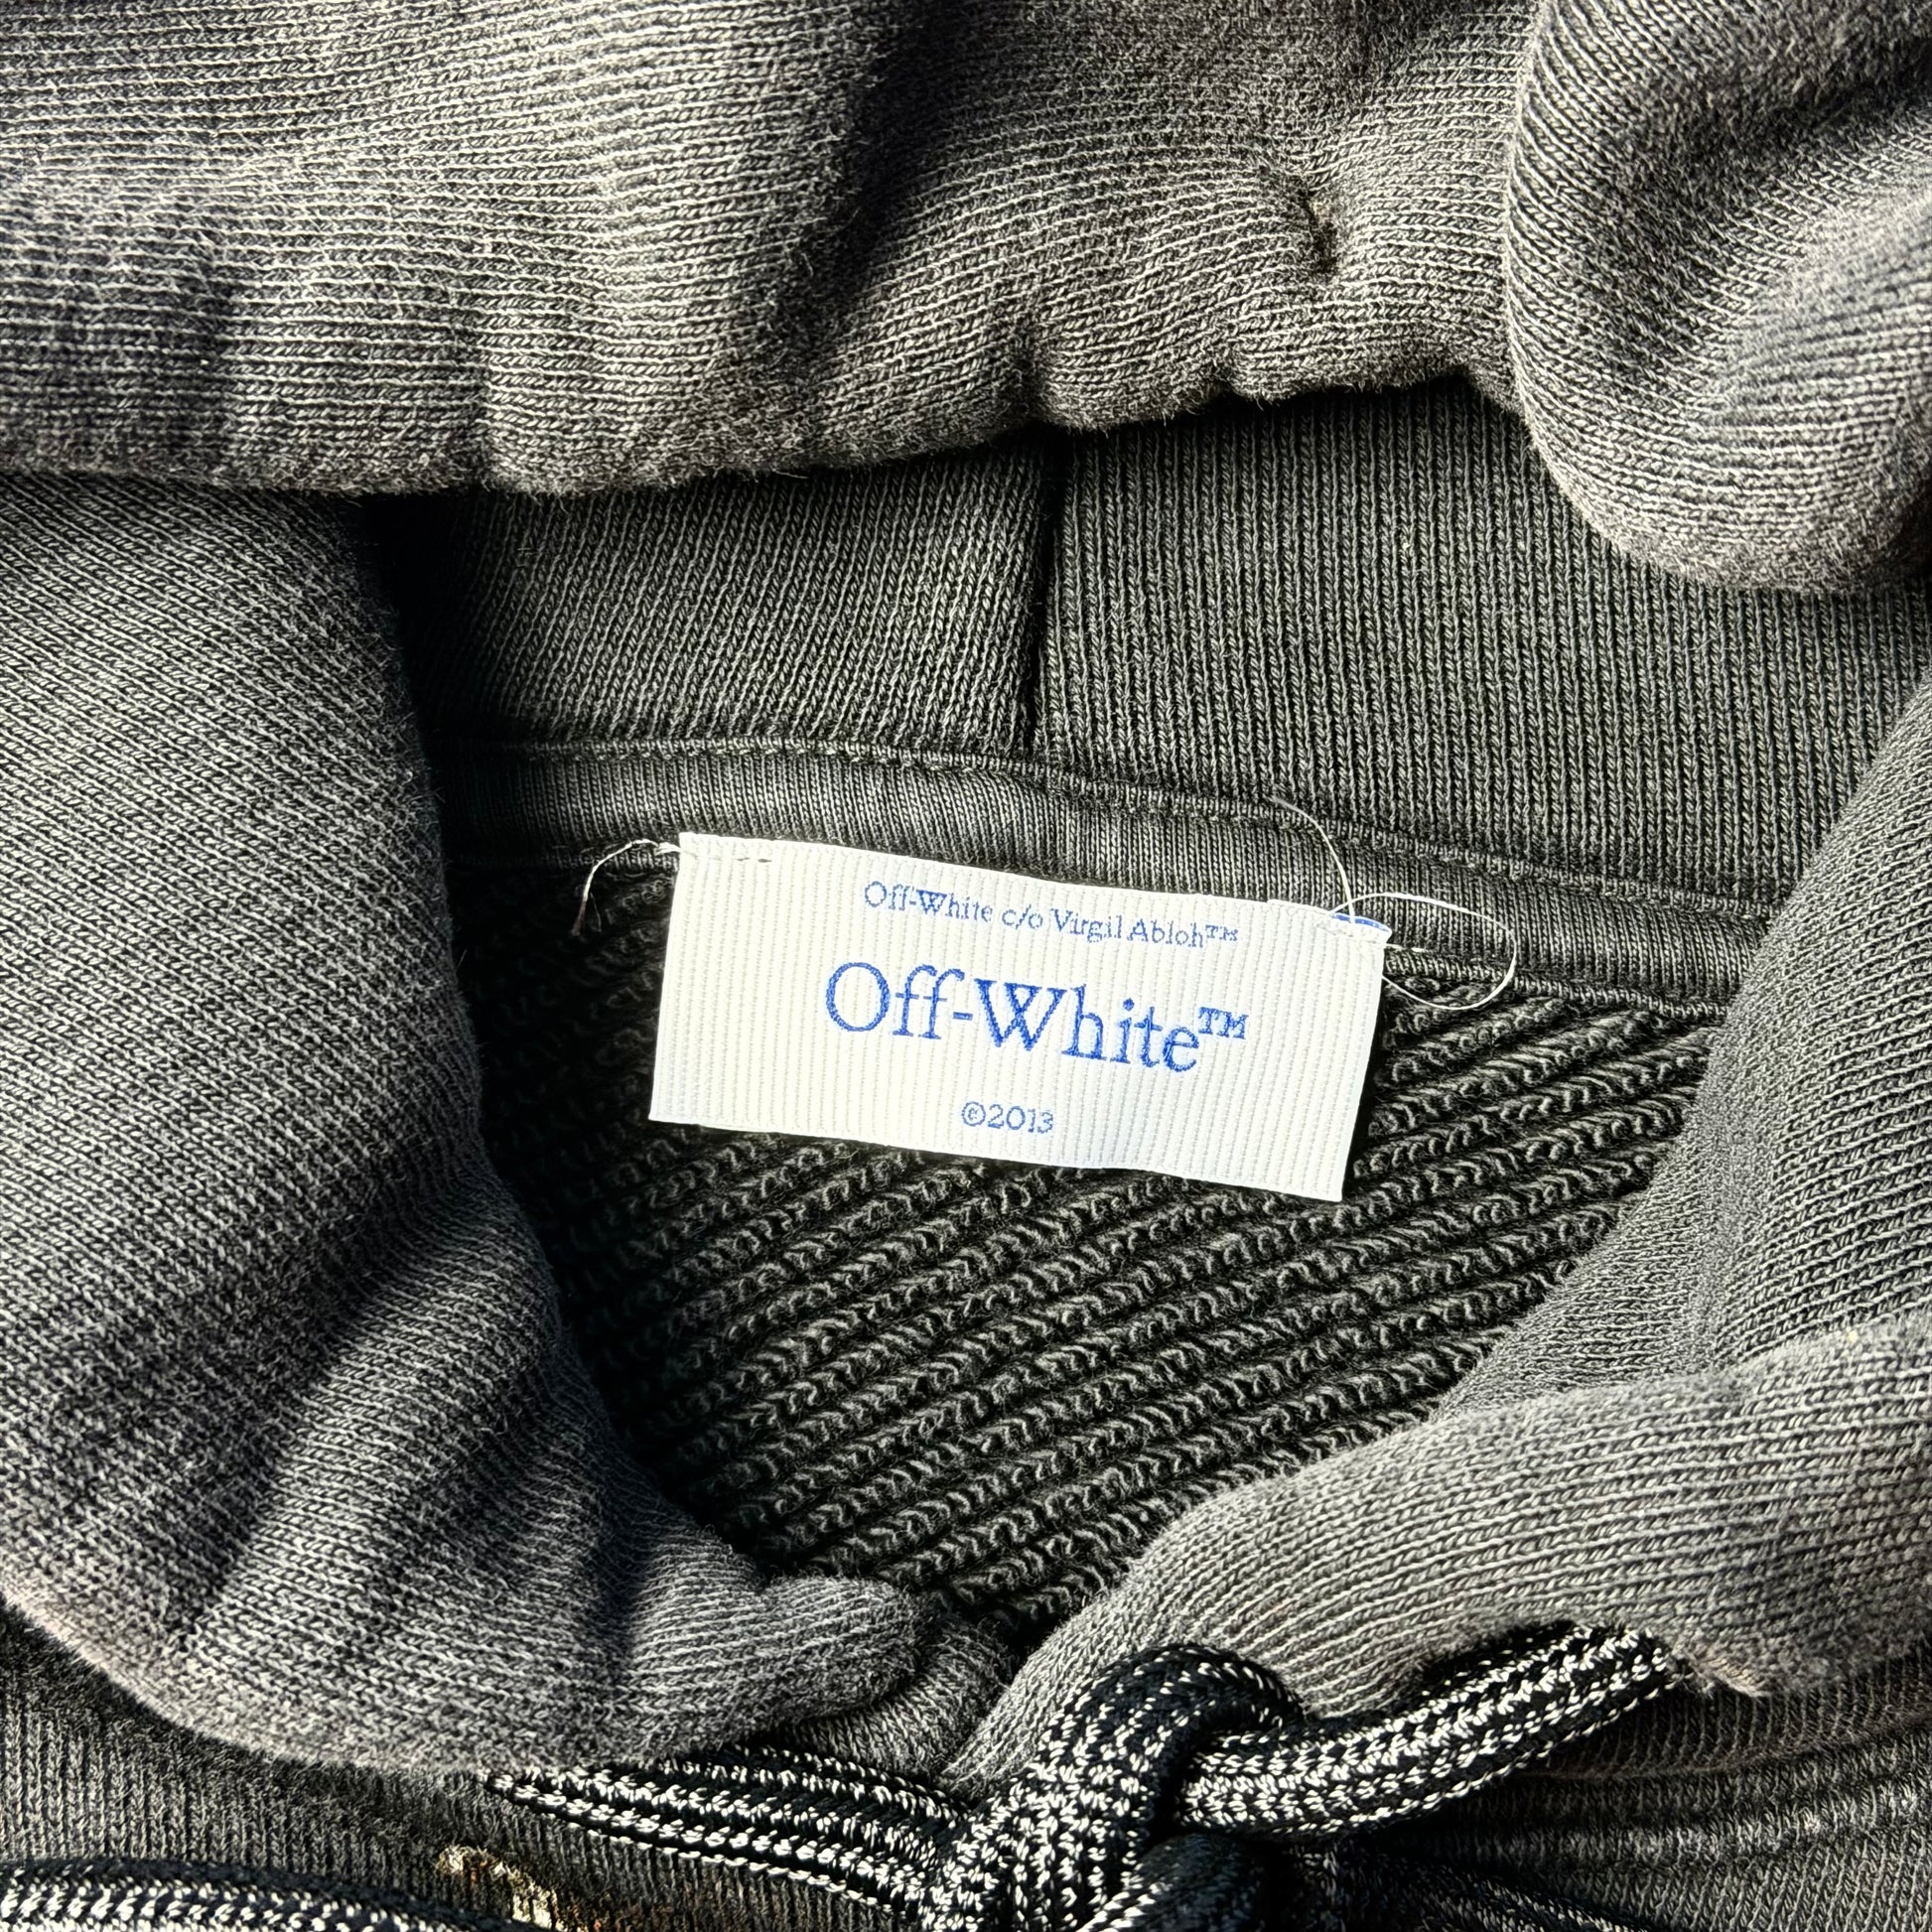 Off-White c/o Virgil Abloh™
Off-White™
©2013